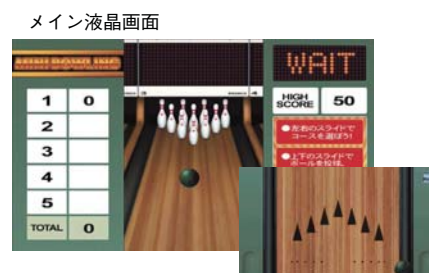 メイン液晶画面
MINI BOWLING
WAIT
1 0
2
3
4
5
TOTAL 0
HIGH SCORE 50
●左右のスライドで
コースを選ぼう!
●上下のスライドで
ボールを投球。